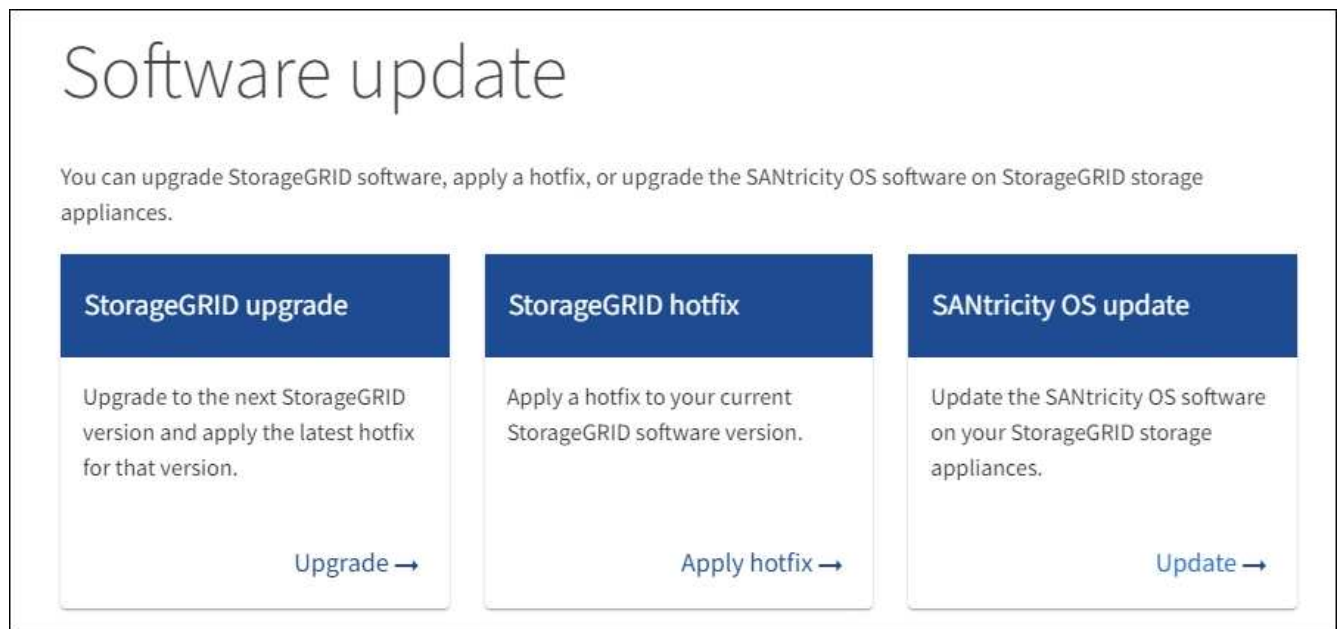 Software update
You can upgrade StorageGRID software, apply a hotfix, or upgrade the SANtricity OS software on StorageGRID storage
appliances.
StorageGRID upgrade
Upgrade to the next StorageGRID
version and apply the latest hotfix
for that version.
Upgrade →
StorageGRID hotfix
Apply a hotfix to your current
StorageGRID software version.
Apply hotfix →
SANtricity OS update
Update the SANtricity OS software
on your StorageGRID storage
appliances.
Update →